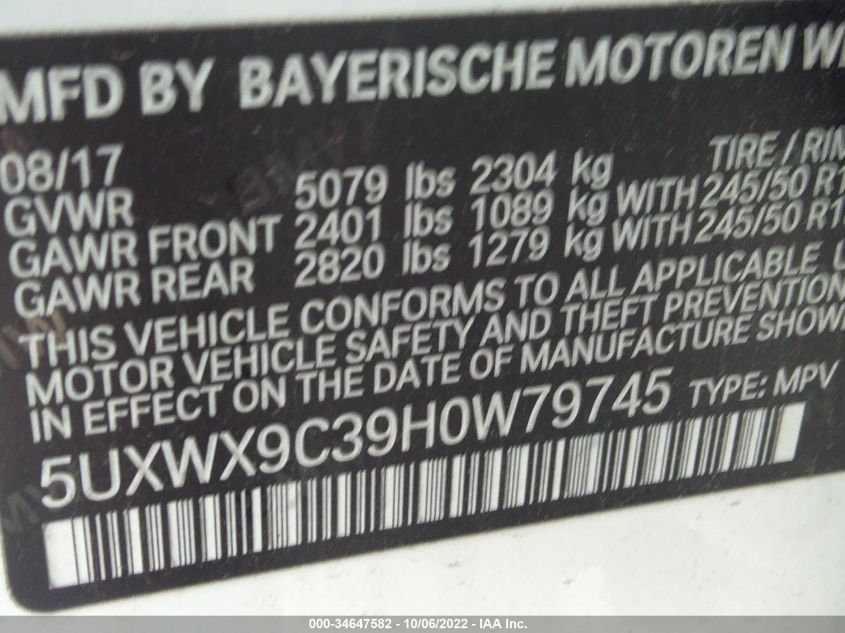 MFD BY BAYERISCHE MOTOREN
08/17 TIRE / RIM
GVWR 5079 lbs 2304 kg
GAWR FRONT 2401 lbs 1089 kg WITH 245/50
GAWR REAR 2820 lbs 1279 kg WITH 245/50
THIS VEHICLE CONFORMS TO ALL APPLICABLE
MOTOR VEHICLE SAFETY AND THEFT PREVENTION
IN EFFECT ON THE DATE OF MANUFACTURE
5UXWX9C39H0W79745 TYPE: MPV
000-34647582 - 10/06/2022 - IAA Inc.